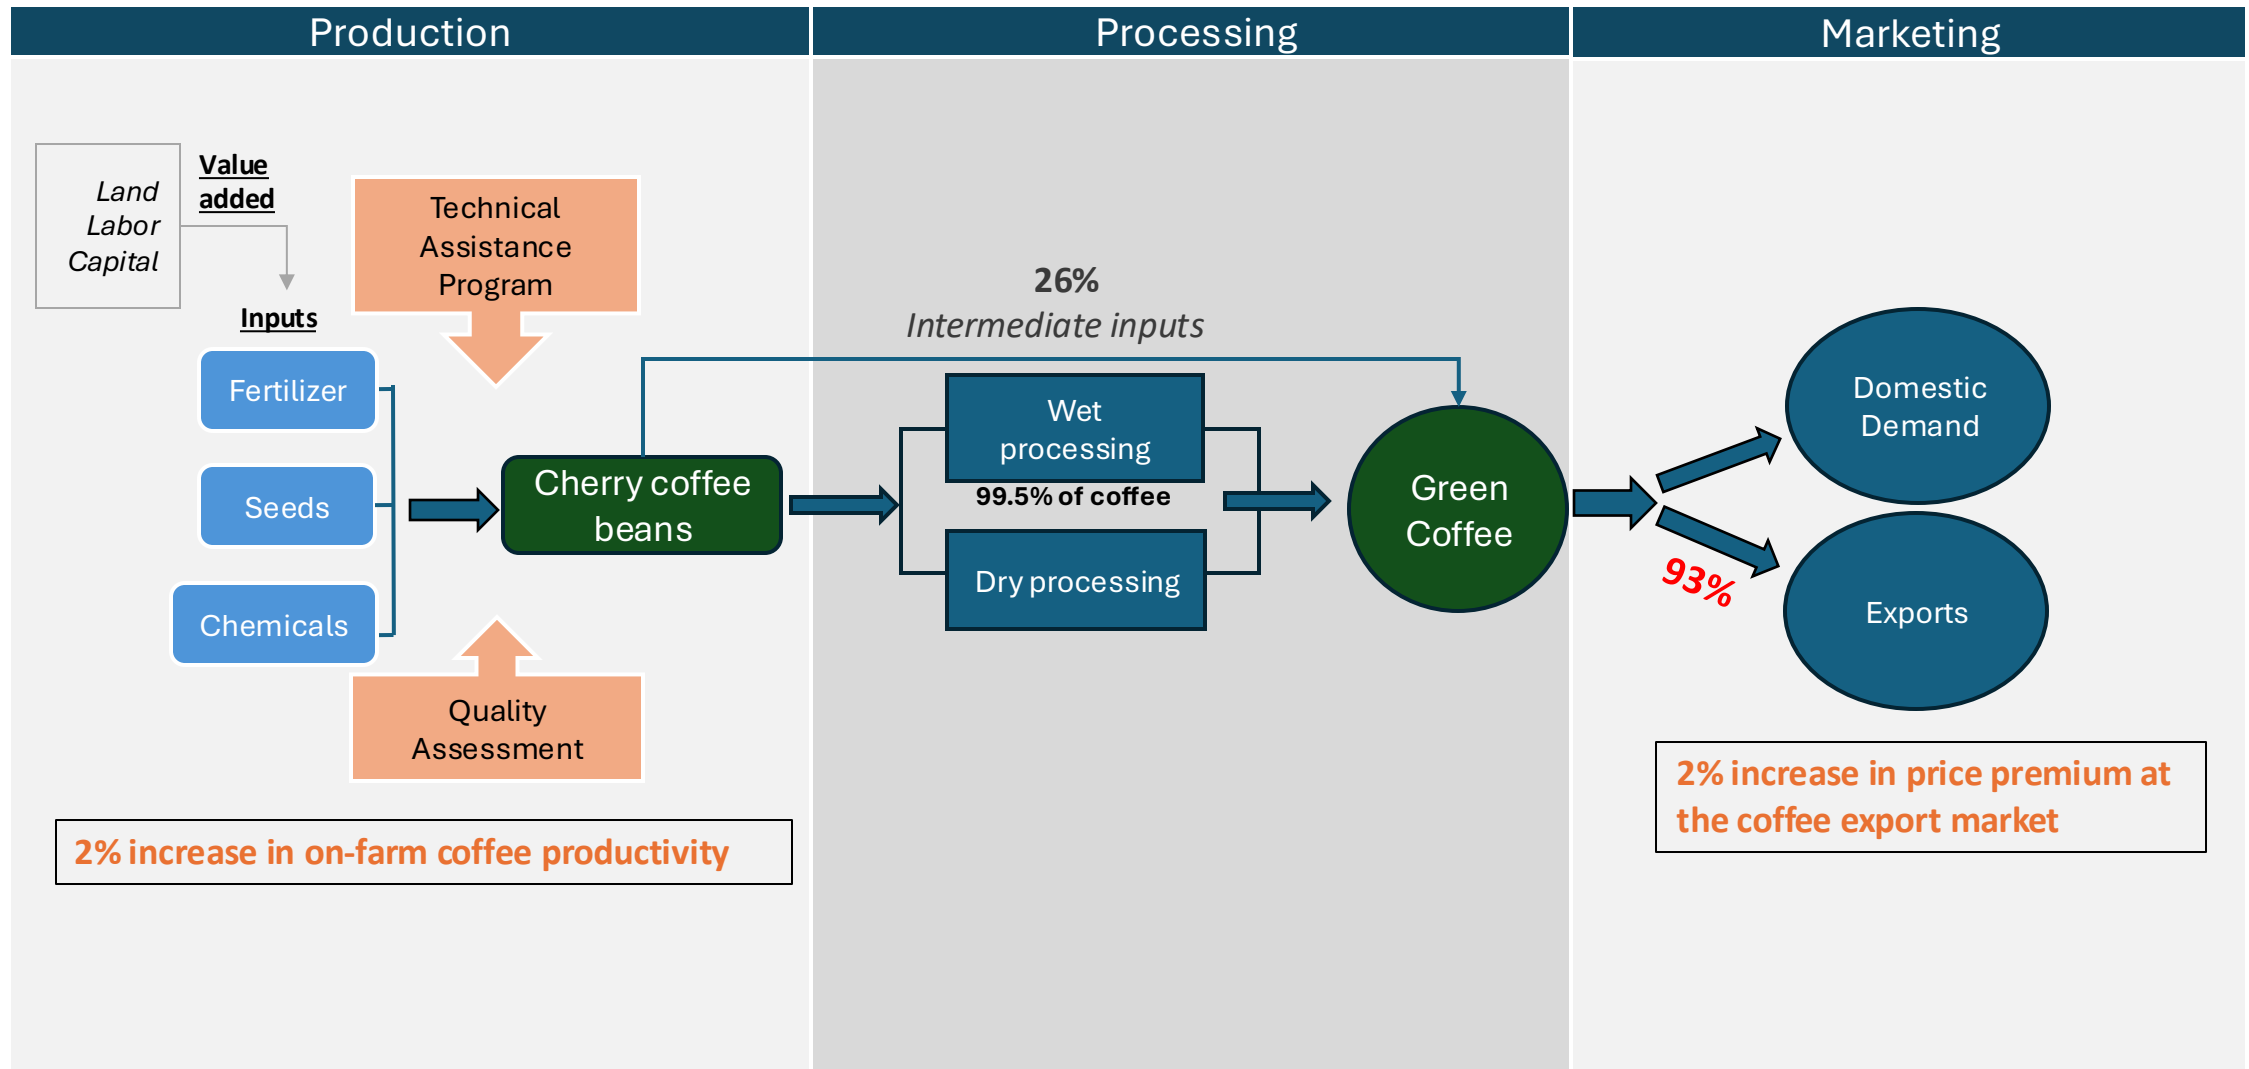 Production
Processing
Marketing
Land
Labor
Capital
Value
added
Technical
Assistance
Program
Inputs
Fertilizer
Seeds
Chemicals
Cherry coffee
beans
Quality
Assessment
2% increase in on-farm coffee productivity
26%
Intermediate inputs
Wet
processing
99.5% of coffee
Dry processing
Green
Coffee
Domestic
Demand
93%
Exports
2% increase in price premium at
the coffee export market